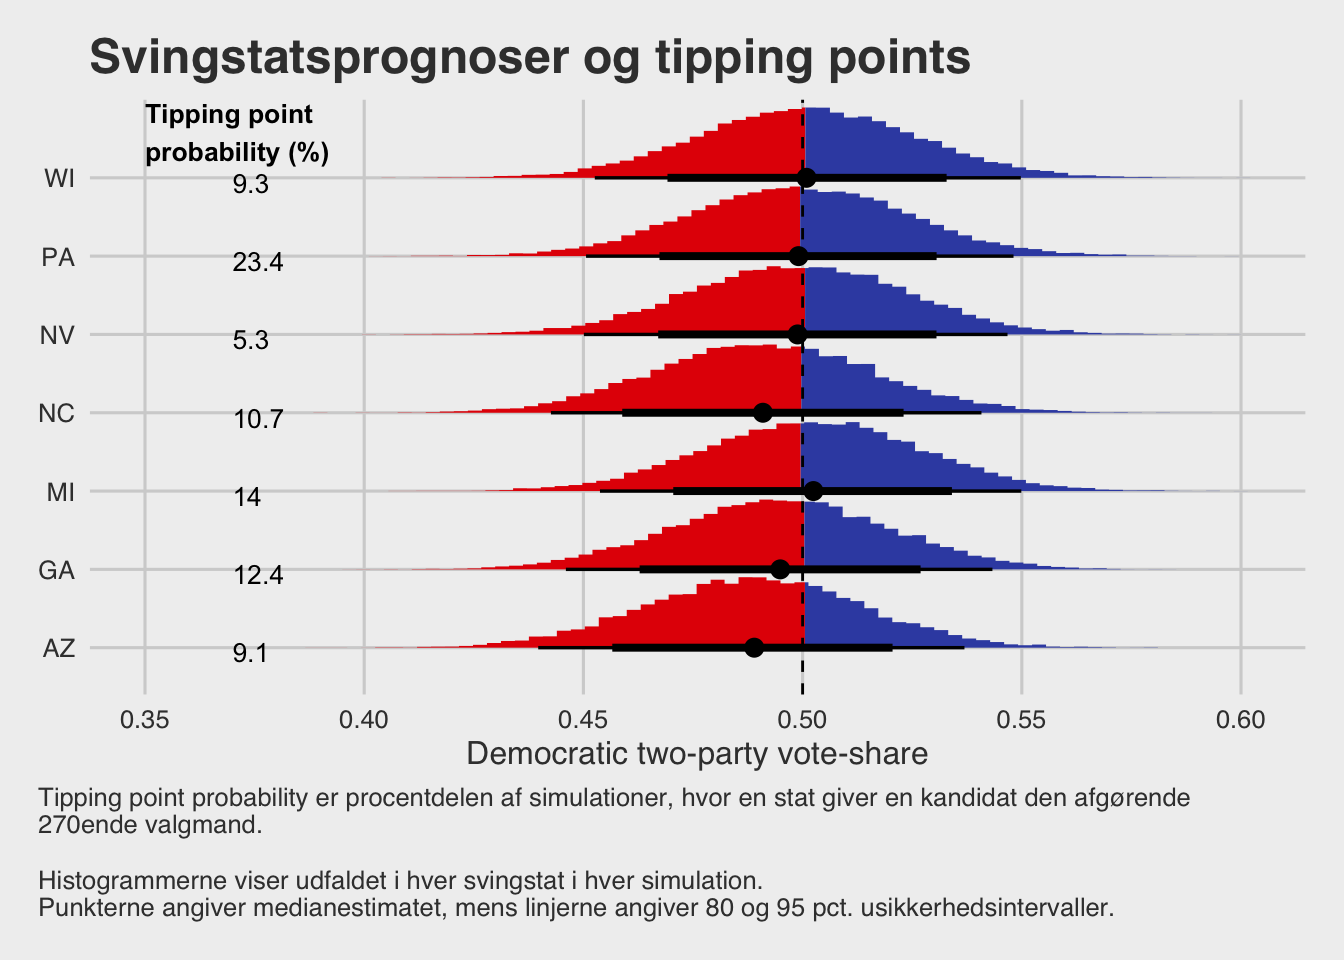 Svingstatsprognoser og tipping points
Tipping point
probability (%)
WI
9.3
PA
23.4
NV
5.3
NC
10.7
MI
14
GA
12.4
AZ
9.1
0.35 0.40 0.45 0.50 0.55 0.60
Democratic two-party vote-share
Tipping point probability er procentdelen af simulationer, hvor en stat giver en kandidat den afgørende
270ende valgmand.
Histogrammerne viser udfaldet i hver svingstat i hver simulation.
Punkterne angiver medianestimatet, mens linjerne angiver 80 og 95 pct. usikkerhedsintervaller.